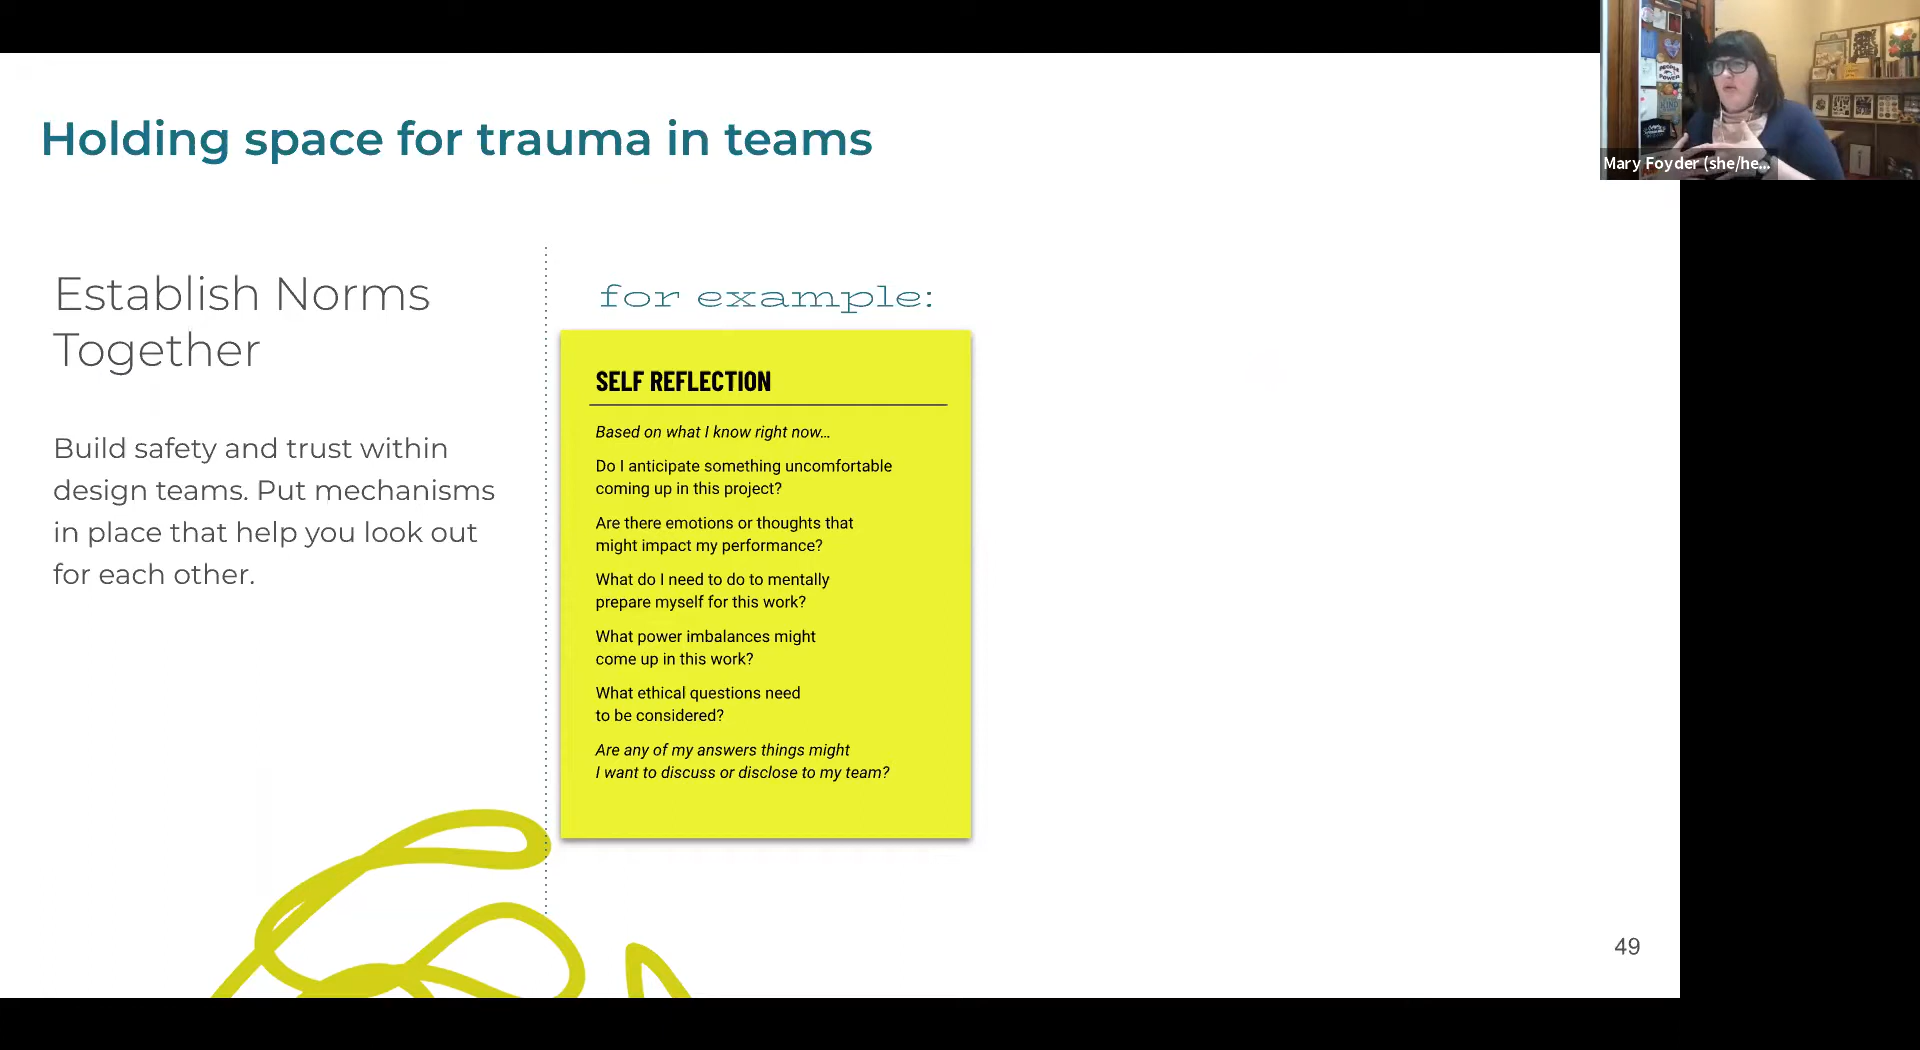 Holding space for trauma in teams
Establish Norms
Together
Build safety and trust within
design teams. Put mechanisms
in place that help you look out
for each other.
for example:
SELF REFLECTION
Based on what I know right now...
Do I anticipate something uncomfortable
coming up in this project?
Are there emotions or thoughts that
might impact my performance?
What do I need to do to mentally
prepare myself for this work?
What power imbalances might
come up in this work?
What ethical questions need
to be considered?
Are any of my answers things might
I want to discuss or disclose to my team?
49
Mary Foyder (she/he...